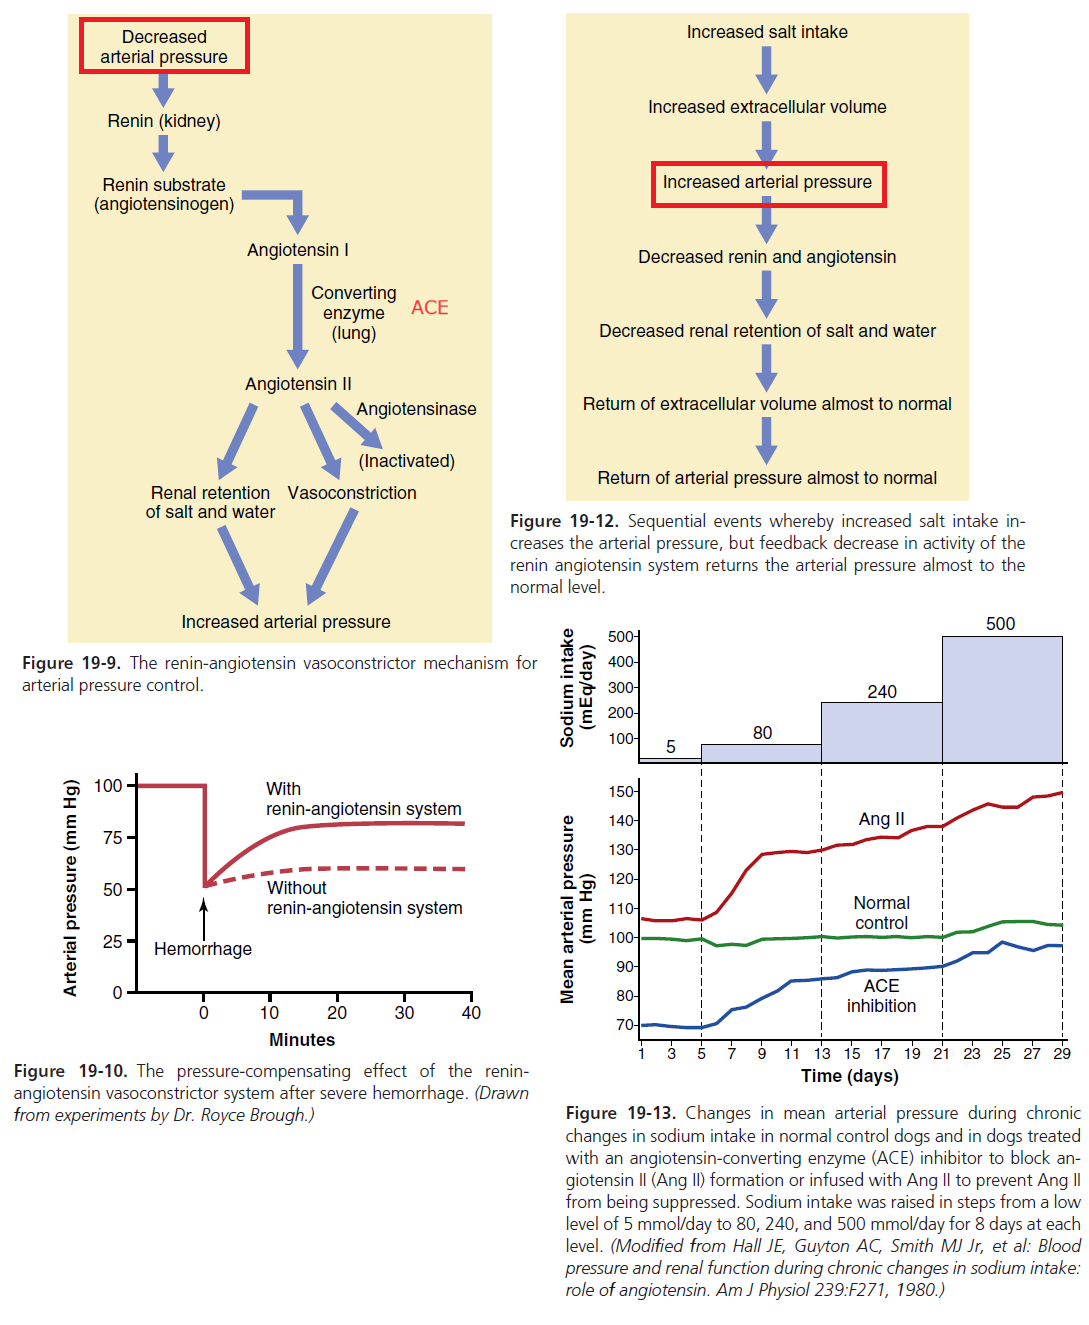 Decreased
arterial pressure
Renin (kidney)
Renin substrate
(angiotensinogen)
Angiotensin I
Converting
enzyme
(lung)
ACE
Angiotensin II
Angiotensinase
(Inactivated)
Renal retention
of salt and water
Vasoconstriction
Increased arterial pressure
Figure 19-9. The renin-angiotensin vasoconstrictor mechanism for
arterial pressure control.
Increased salt intake
Increased extracellular volume
Increased arterial pressure
Decreased renin and angiotensin
Decreased renal retention of salt and water
Return of extracellular volume almost to normal
Return of arterial pressure almost to normal
Figure 19-12. Sequential events whereby increased salt intake in-
creases the arterial pressure, but feedback decrease in activity of the
renin angiotensin system returns the arterial pressure almost to the
normal level.
Arterial pressure (mm Hg)
100
75
50
25
0
With
renin-angiotensin system
Without
renin-angiotensin system
Hemorrhage
0 10 20 30 40
Minutes
Figure 19-10. The pressure-compensating effect of the renin-
angiotensin vasoconstrictor system after severe hemorrhage. (Drawn
from experiments by Dr. Royce Brough.)
Sodium intake
(mEq/day)
500
400
300
200
100
5
80
240
500
Mean arterial pressure
(mm Hg)
150
140
130
120
110
100
90
80
70
Ang II
Normal
control
ACE
inhibition
1 3 5 7 9 11 13 15 17 19 21 23 25 27 29
Time (days)
Figure 19-13. Changes in mean arterial pressure during chronic
changes in sodium intake in normal control dogs and in dogs treated
with an angiotensin-converting enzyme (ACE) inhibitor to block an-
giotensin II (Ang II) formation or infused with Ang II to prevent Ang II
from being suppressed. Sodium intake was raised in steps from a low
level of 5 mmol/day to 80, 240, and 500 mmol/day for 8 days at each
level. (Modified from Hall JE, Guyton AC, Smith MJ Jr, et al: Blood
pressure and renal function during chronic changes in sodium intake:
role of angiotensin. Am J Physiol 239:F271, 1980.)